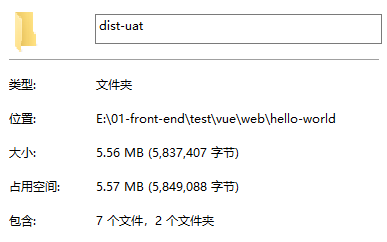 dist-uat
类型: 文件夹
位置: E:\01-front-end\test\vue\web\hello-world
大小: 5.56 MB (5,837,407 字节)
占用空间: 5.57 MB (5,849,088 字节)
包含: 7 个文件，2 个文件夹